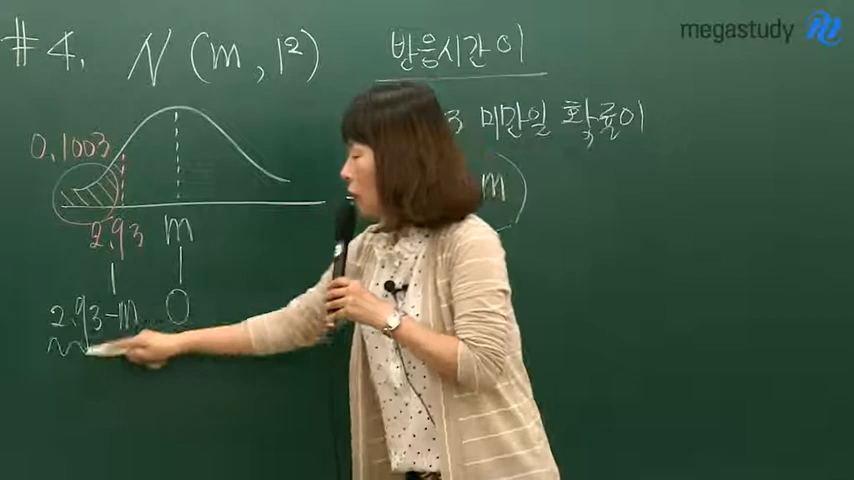 megastudy
#4. N(m, 1²) 반응시간이
3 미만일 확률이
0.1003
m
2.93 m
2.93-m 0